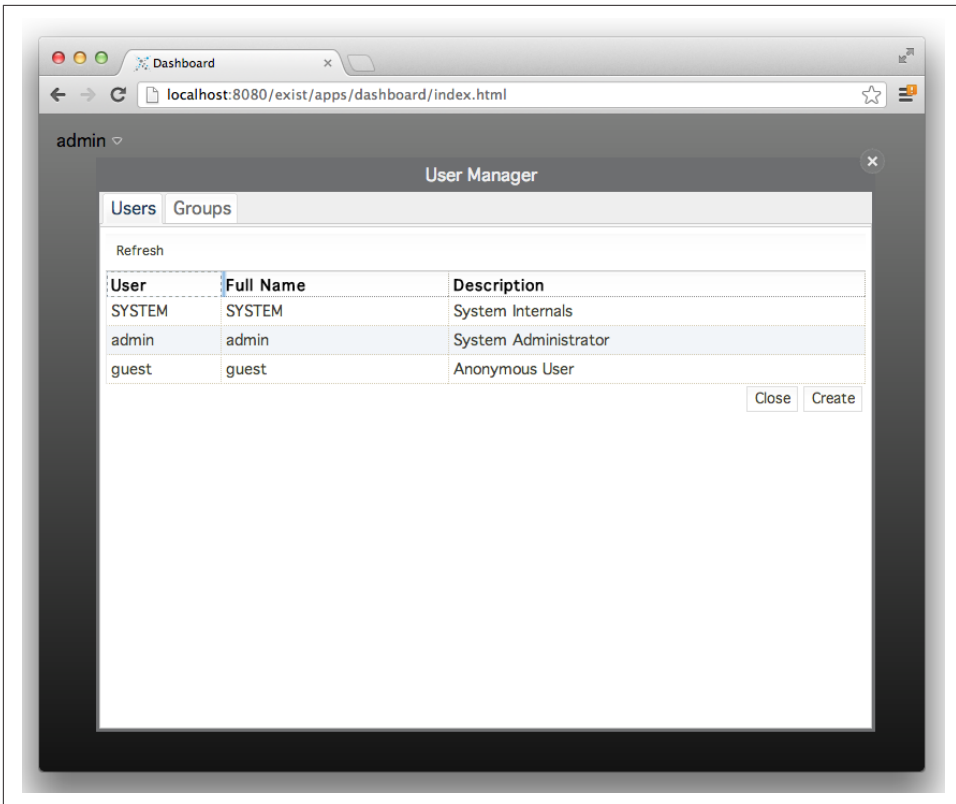 Dashboard
localhost:8080/exist/apps/dashboard/index.html
admin
User Manager
Users Groups
Refresh
User Full Name Description
SYSTEM SYSTEM System Internals
admin admin System Administrator
guest guest Anonymous User
Close Create